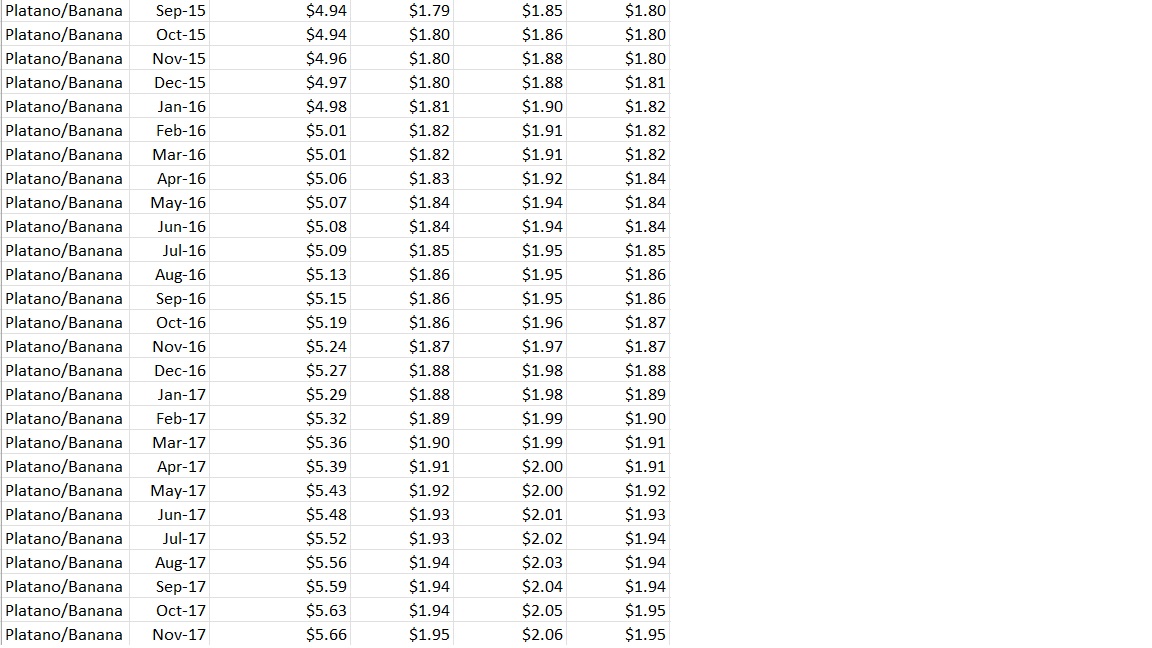 Platano/Banana Sep-15 $4.94 $1.79 $1.85 $1.80
Platano/Banana Oct-15 $4.94 $1.80 $1.86 $1.80
Platano/Banana Nov-15 $4.96 $1.80 $1.88 $1.80
Platano/Banana Dec-15 $4.97 $1.80 $1.88 $1.81
Platano/Banana Jan-16 $4.98 $1.81 $1.90 $1.82
Platano/Banana Feb-16 $5.01 $1.82 $1.91 $1.82
Platano/Banana Mar-16 $5.01 $1.82 $1.91 $1.82
Platano/Banana Apr-16 $5.06 $1.83 $1.92 $1.84
Platano/Banana May-16 $5.07 $1.84 $1.94 $1.84
Platano/Banana Jun-16 $5.08 $1.84 $1.94 $1.84
Platano/Banana Jul-16 $5.09 $1.85 $1.95 $1.85
Platano/Banana Aug-16 $5.13 $1.86 $1.95 $1.86
Platano/Banana Sep-16 $5.15 $1.86 $1.95 $1.86
Platano/Banana Oct-16 $5.19 $1.86 $1.96 $1.87
Platano/Banana Nov-16 $5.24 $1.87 $1.97 $1.87
Platano/Banana Dec-16 $5.27 $1.88 $1.98 $1.88
Platano/Banana Jan-17 $5.29 $1.88 $1.98 $1.89
Platano/Banana Feb-17 $5.32 $1.89 $1.99 $1.90
Platano/Banana Mar-17 $5.36 $1.90 $1.99 $1.91
Platano/Banana Apr-17 $5.39 $1.91 $2.00 $1.91
Platano/Banana May-17 $5.43 $1.92 $2.00 $1.92
Platano/Banana Jun-17 $5.48 $1.93 $2.01 $1.93
Platano/Banana Jul-17 $5.52 $1.93 $2.02 $1.94
Platano/Banana Aug-17 $5.56 $1.94 $2.03 $1.94
Platano/Banana Sep-17 $5.59 $1.94 $2.04 $1.94
Platano/Banana Oct-17 $5.63 $1.94 $2.05 $1.95
Platano/Banana Nov-17 $5.66 $1.95 $2.06 $1.95